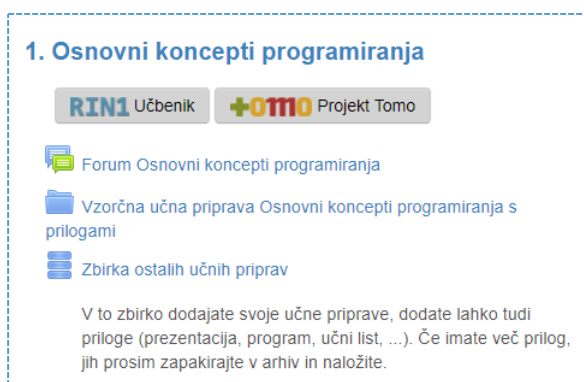 1. Osnovni koncepti programiranja
RIN1 Učbenik +TOMO Projekt Tomo
Forum Osnovni koncepti programiranja
Vzorčna učna priprava Osnovni koncepti programiranja s
prilogami
Zbirka ostalih učnih priprav
V to zbirko dodajate svoje učne priprave, dodate lahko tudi
priloge (prezentacija, program, učni list, ...). Če imate več prilog,
jih prosim zapakirajte v arhiv in naložite.